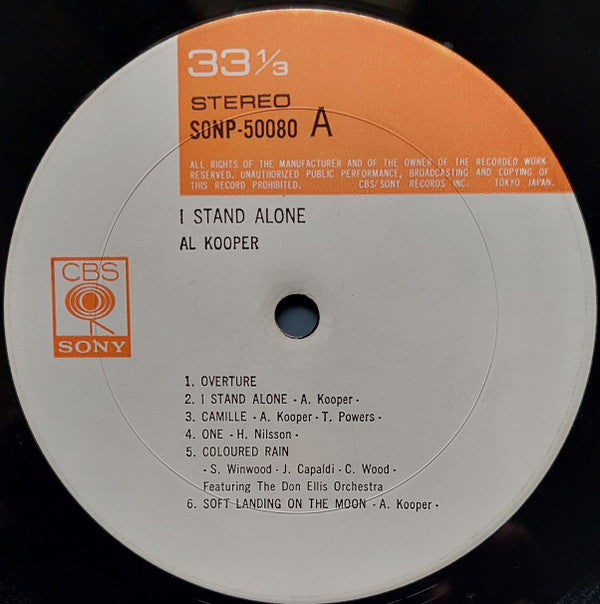 33 1/3
STEREO
SONP-50080 A
ALL RIGHTS OF THE MANUFACTURER AND OF THE OWNER OF THE RECORDED WORK
RESERVED. UNAUTHORIZED PUBLIC PERFORMANCE, BROADCASTING AND COPYING OF
THIS RECORD PROHIBITED. CBS/SONY RECORDS INC. TOKYO JAPAN.
I STAND ALONE
AL KOOPER
CBS
SONY
1. OVERTURE
2. I STAND ALONE - A. Kooper -
3. CAMILLE - A. Kooper - T. Powers -
4. ONE - H. Nilsson -
5. COLOURED RAIN
- S. Winwood - J. Capaldi - C. Wood -
Featuring The Don Ellis Orchestra
6. SOFT LANDING ON THE MOON - A. Kooper -